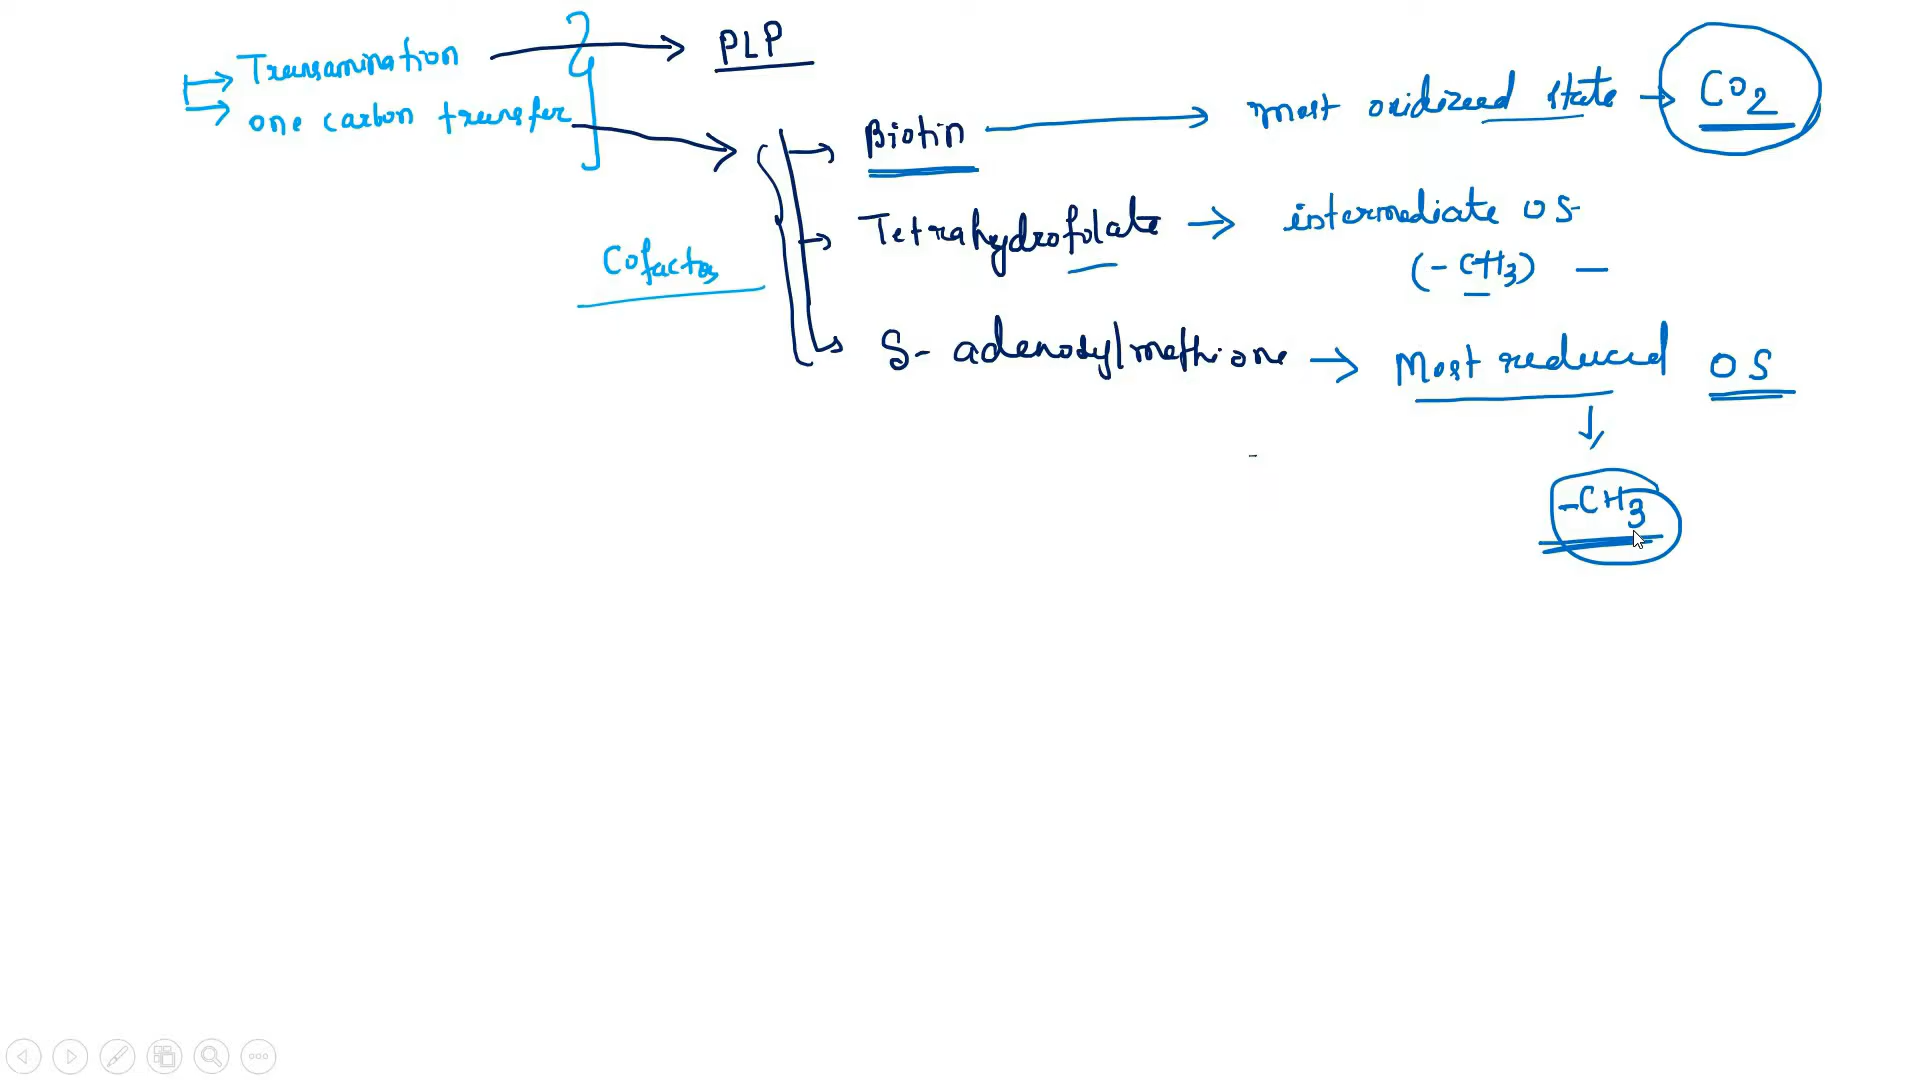 Transamination → PLP
one carbon transfer
Biotin → most oxidized state → CO2
Tetrahydrofolate → intermediate OS
(-CH3) —
Cofactors
S-adenosylmethione → Most reduced OS
-CH3